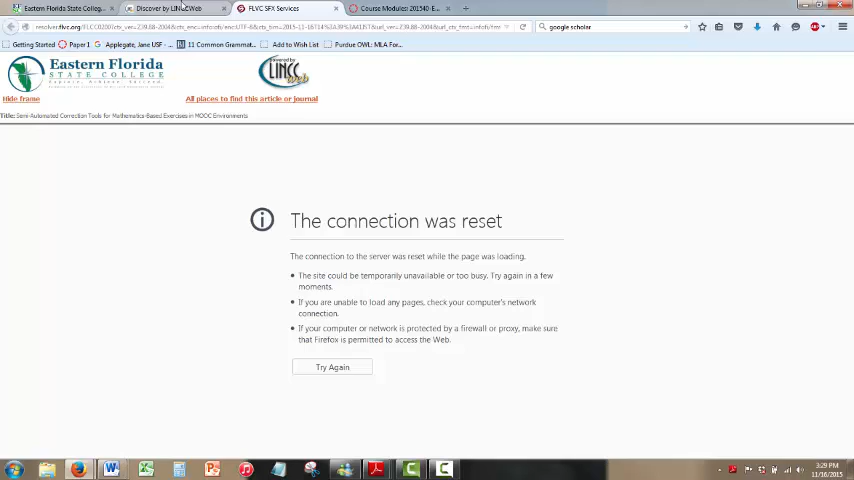 Eastern Florida State Colleg...
Discover by LINCCWeb
FLVC SFX Services
Course Modules: 201540-E...
google scholar
Getting Started
Paper 1
Applegate, Jane USF - ...
11 Common Grammat...
Add to Wish List
Purdue OWL: MLA For...
Eastern Florida
STATE COLLEGE
powered by
LINCC
web
Hide frame
All places to find this article or journal
Title: Semi-Automated Correction Tools for Mathematics-Based Exercises in MOOC Environments
The connection was reset
The connection to the server was reset while the page was loading.
The site could be temporarily unavailable or too busy. Try again in a few
moments.
If you are unable to load any pages, check your computer's network
connection.
If your computer or network is protected by a firewall or proxy, make sure
that Firefox is permitted to access the Web.
Try Again
3:29 PM
11/16/2015